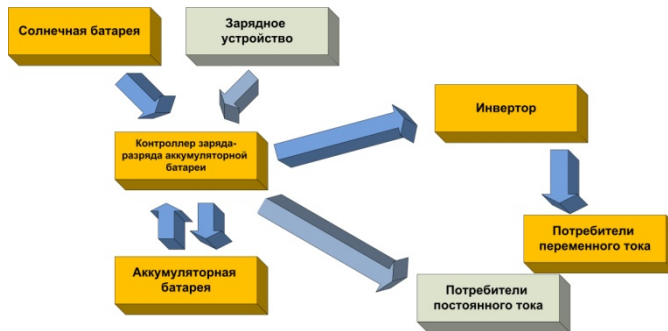 Солнечная батарея
Зарядное
устройство
Инвертор
Контроллер заряда-
разряда аккумуляторной
батареи
Потребители
переменного тока
Аккумуляторная
батарея
Потребители
постоянного тока